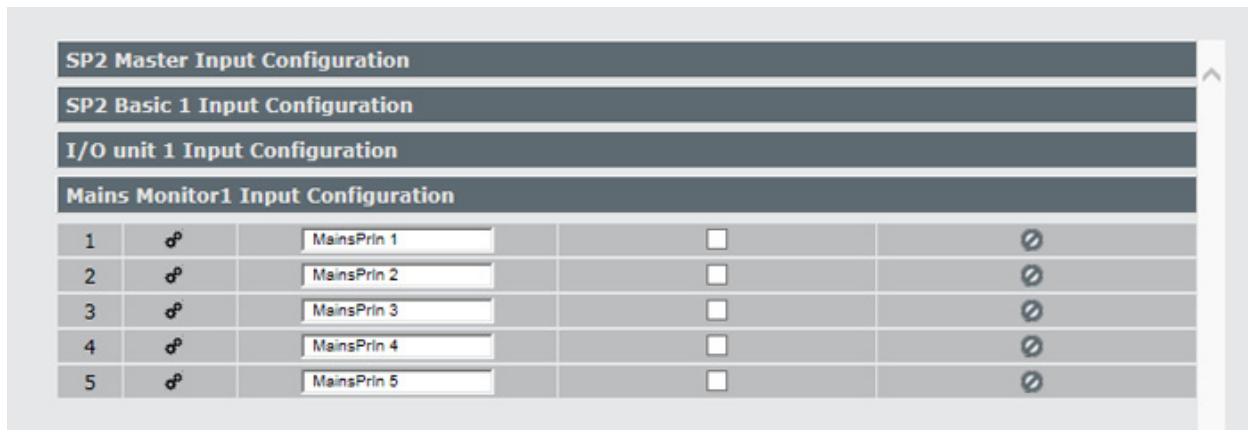 SP2 Master Input Configuration
SP2 Basic 1 Input Configuration
I/O unit 1 Input Configuration
Mains Monitor1 Input Configuration
1 MainsPrIn 1
2 MainsPrIn 2
3 MainsPrIn 3
4 MainsPrIn 4
5 MainsPrIn 5